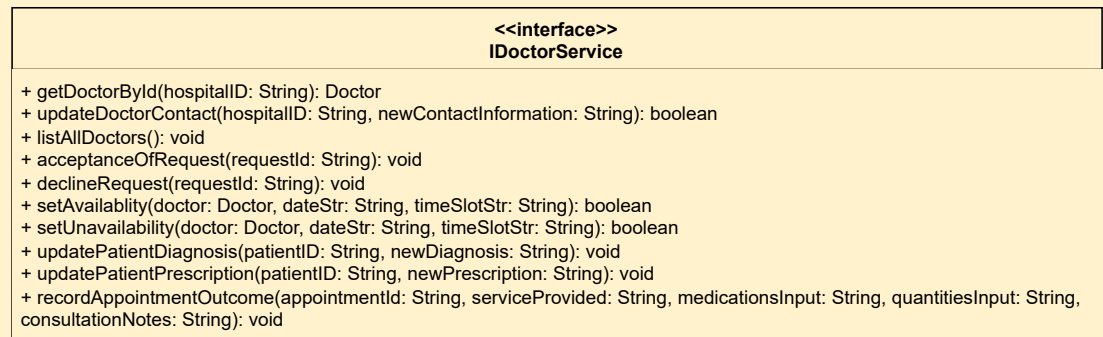 <<interface>>
IDoctorService
+ getDoctorById(hospitalID: String): Doctor
+ updateDoctorContact(hospitalID: String, newContactInformation: String): boolean
+ listAllDoctors(): void
+ acceptanceOfRequest(requestId: String): void
+ declineRequest(requestId: String): void
+ setAvailablity(doctor: Doctor, dateStr: String, timeSlotStr: String): boolean
+ setUnavailability(doctor: Doctor, dateStr: String, timeSlotStr: String): boolean
+ updatePatientDiagnosis(patientID: String, newDiagnosis: String): void
+ updatePatientPrescription(patientID: String, newPrescription: String): void
+ recordAppointmentOutcome(appointmentId: String, serviceProvided: String, medicationsInput: String, quantitiesInput: String,
consultationNotes: String): void